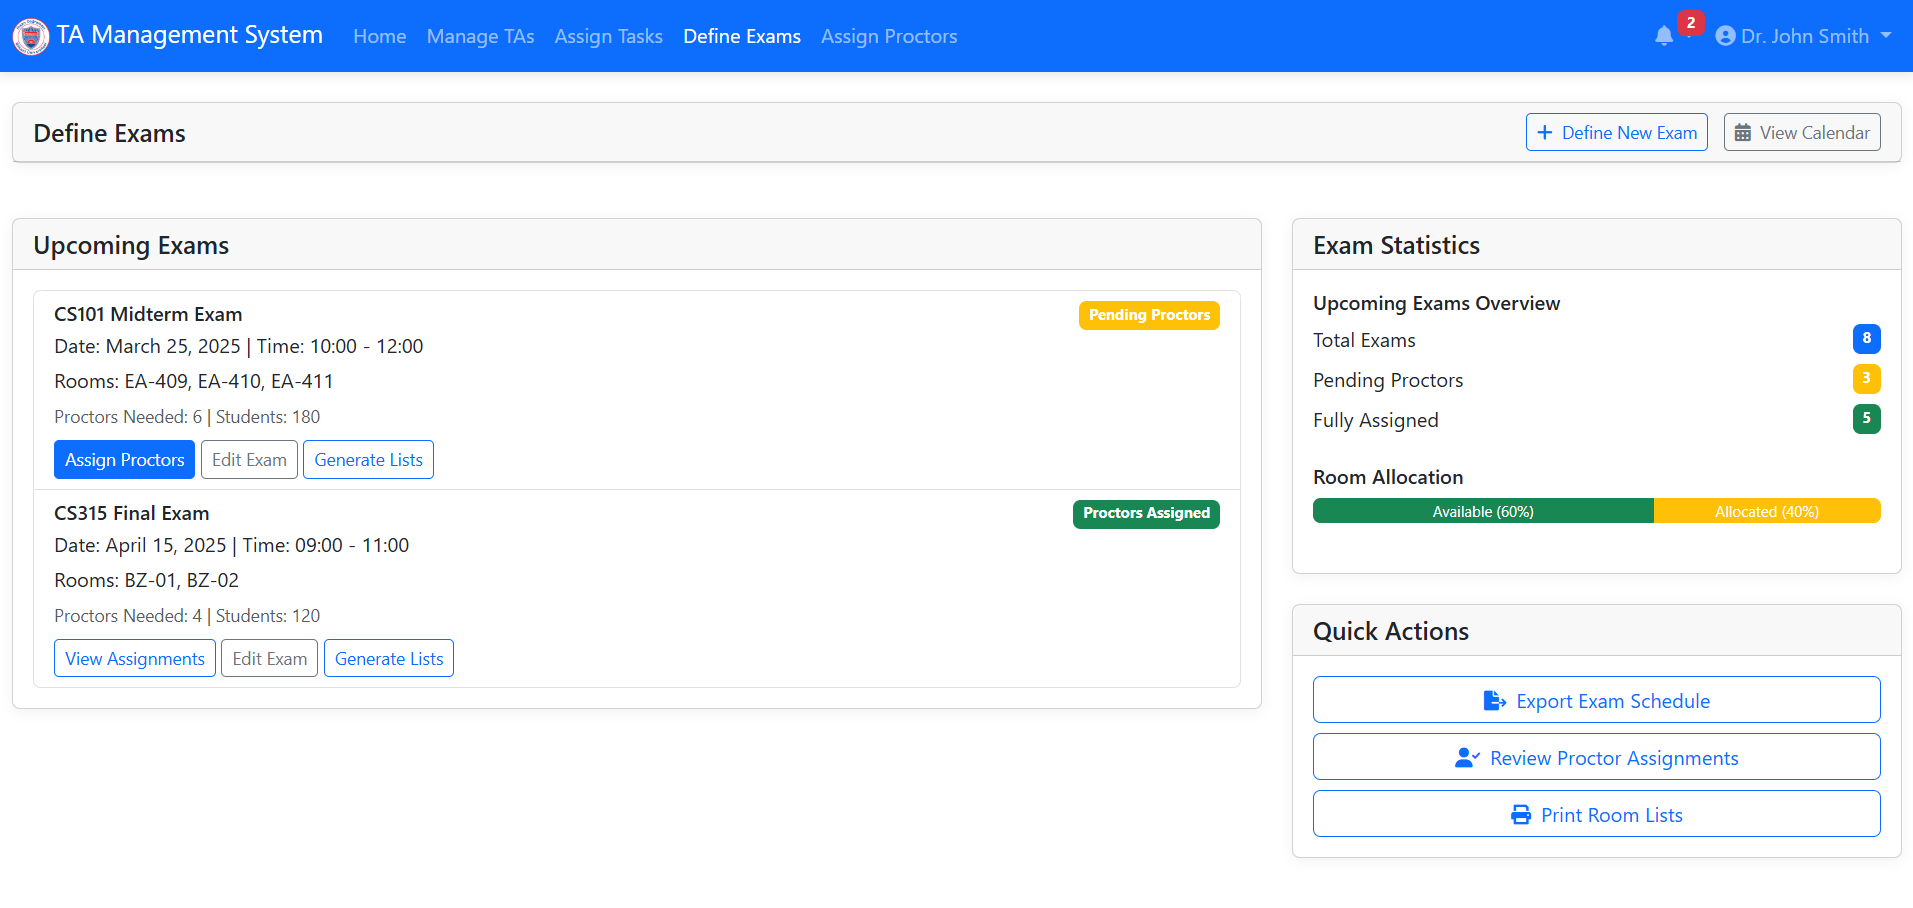 TA Management System Home Manage TAs Assign Tasks Define Exams Assign Proctors 2 Dr. John Smith
Define Exams Define New Exam View Calendar
Upcoming Exams
CS101 Midterm Exam Pending Proctors
Date: March 25, 2025 | Time: 10:00 - 12:00
Rooms: EA-409, EA-410, EA-411
Proctors Needed: 6 | Students: 180
Assign Proctors Edit Exam Generate Lists
CS315 Final Exam Proctors Assigned
Date: April 15, 2025 | Time: 09:00 - 11:00
Rooms: BZ-01, BZ-02
Proctors Needed: 4 | Students: 120
View Assignments Edit Exam Generate Lists
Exam Statistics
Upcoming Exams Overview
Total Exams 8
Pending Proctors 3
Fully Assigned 5
Room Allocation
Available (60%) Allocated (40%)
Quick Actions
Export Exam Schedule
Review Proctor Assignments
Print Room Lists